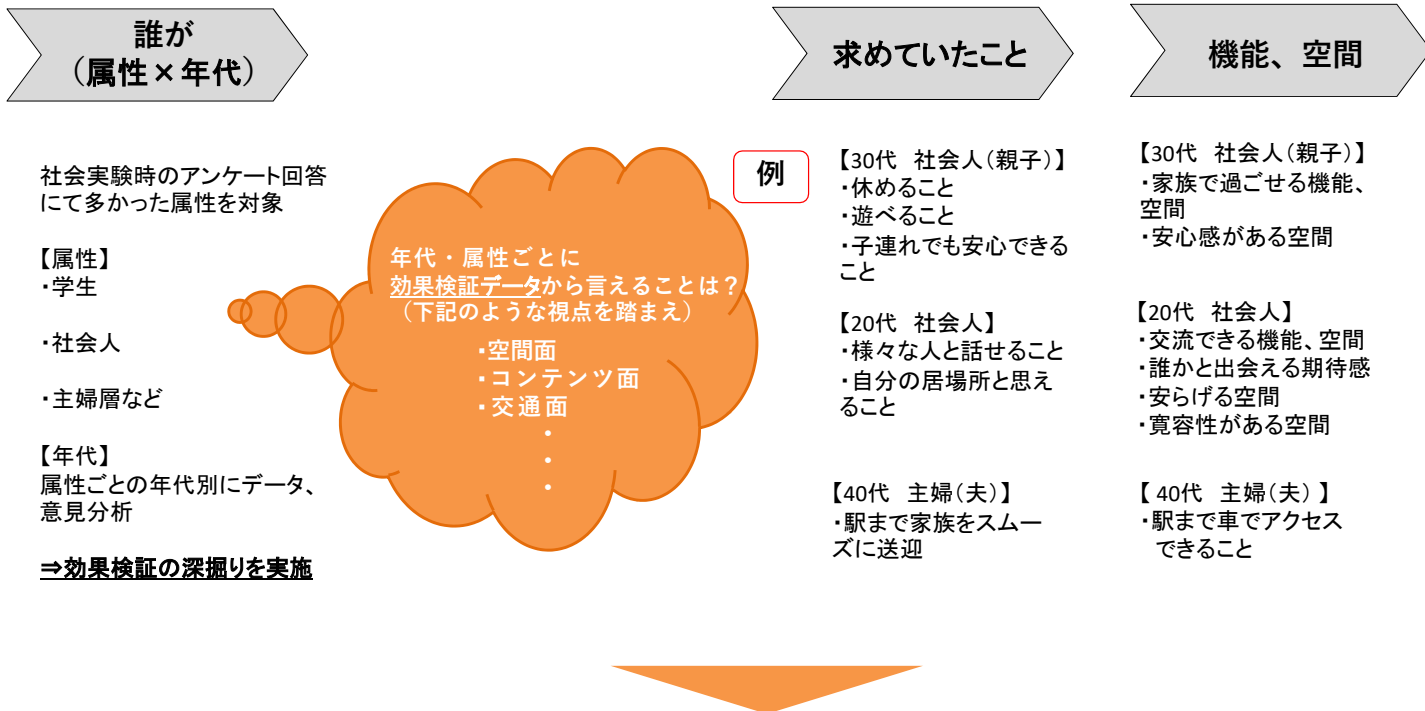 誰が
(属性×年代)
求めていたこと
機能、空間
社会実験時のアンケート回答
にて多かった属性を対象
【属性】
・学生
・社会人
・主婦層など
【年代】
属性ごとの年代別にデータ、
意見分析
⇒効果検証の深掘りを実施
年代・属性ごとに
効果検証データから言えることは?
(下記のような視点を踏まえ)
・空間面
・コンテンツ面
・交通面
・
・
・
例
【30代 社会人(親子)】
・休めること
・遊べること
・子連れでも安心できる
こと
【20代 社会人】
・様々な人と話せること
・自分の居場所と思え
ること
【40代 主婦(夫)】
・駅まで家族をスムー
ズに送迎
【30代 社会人(親子)】
・家族で過ごせる機能、
空間
・安心感がある空間
【20代 社会人】
・交流できる機能、空間
・誰かと出会える期待感
・安らげる空間
・寛容性がある空間
【 40代 主婦(夫) 】
・駅まで車でアクセス
できること